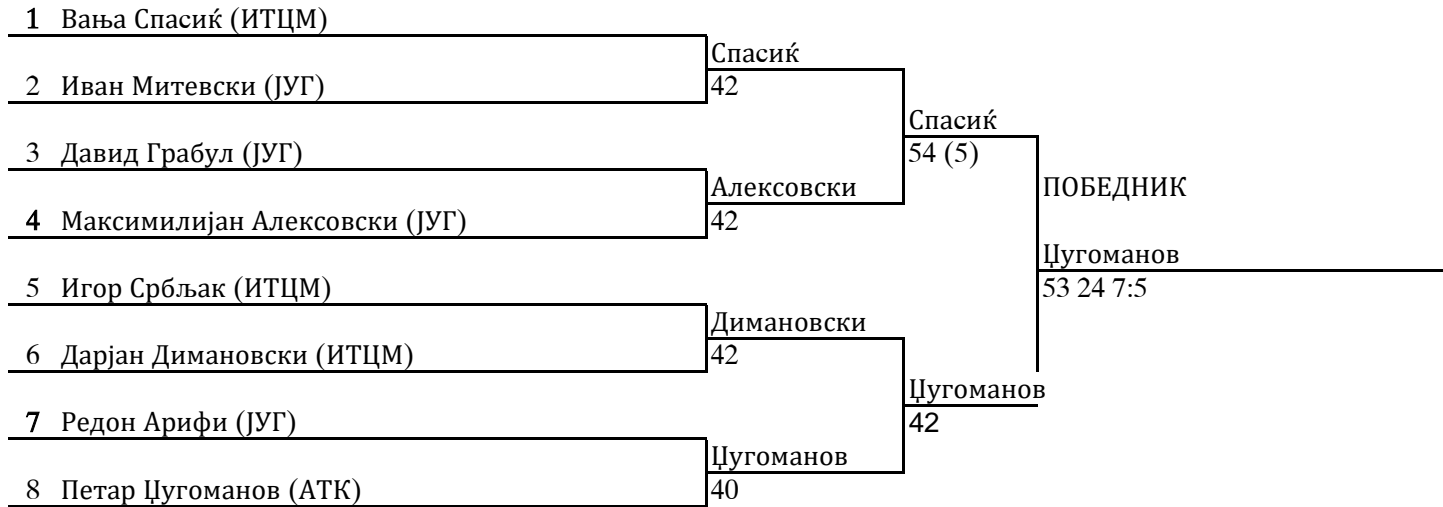 1 Вања Спасиќ (ИТЦМ)
Спасиќ
2 Иван Митевски (ЈУГ)
42
Спасиќ
3 Давид Грабул (ЈУГ)
54 (5)
Алексовски
ПОБЕДНИК
4 Максимилијан Алексовски (ЈУГ)
42
Џугоманов
5 Игор Србљак (ИТЦМ)
53 24 7:5
Димановски
6 Дарјан Димановски (ИТЦМ)
42
Џугоманов
7 Редон Арифи (ЈУГ)
42
Џугоманов
8 Петар Џугоманов (АТК)
40